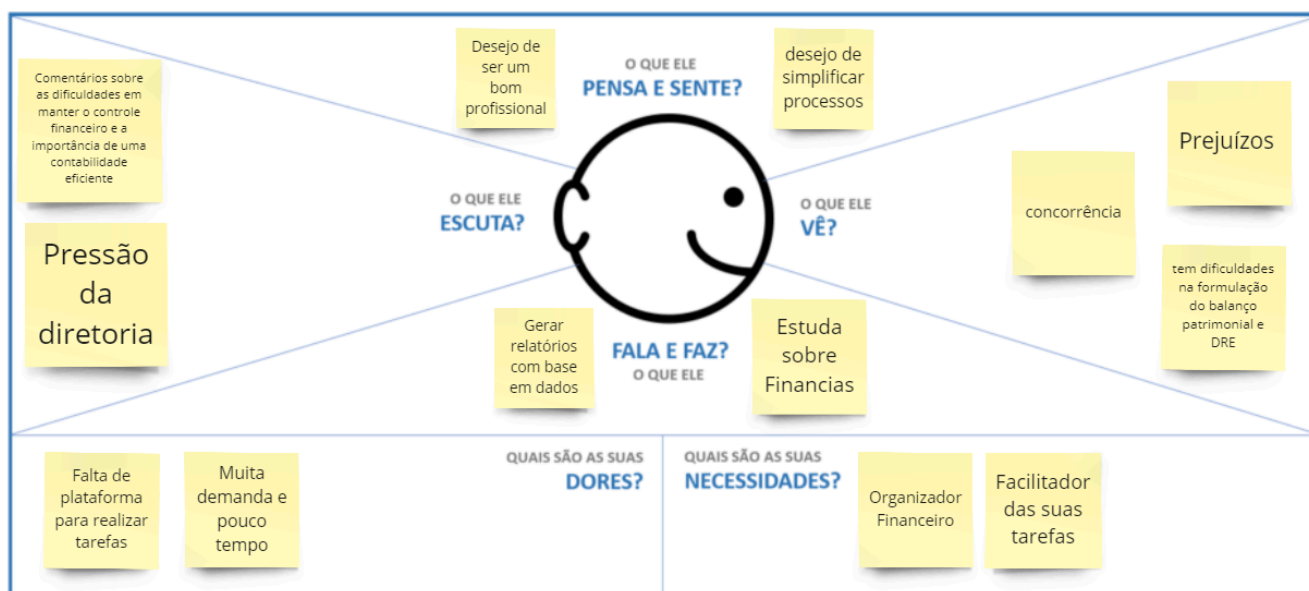 Comentários sobre
as dificuldades em
manter o controle
financeiro e a
importância de uma
contabilidade
eficiente
Pressão
da
diretoria
O QUE ELE
ESCUTA?
Desejo de
ser um
bom
profissional
O QUE ELE
PENSA E SENTE?
desejo de
simplificar
processos
O QUE ELE
VÊ?
concorrência
Prejuízos
tem dificuldades
na formulação
do balanço
patrimonial e
DRE
Gerar
relatórios
com base
em dados
FALA E FAZ?
O QUE ELE
Estuda
sobre
Financias
Falta de
plataforma
para realizar
tarefas
Muita
demanda e
pouco
tempo
QUAIS SÃO AS SUAS
DORES?
QUAIS SÃO AS SUAS
NECESSIDADES?
Organizador
Financeiro
Facilitador
das suas
tarefas